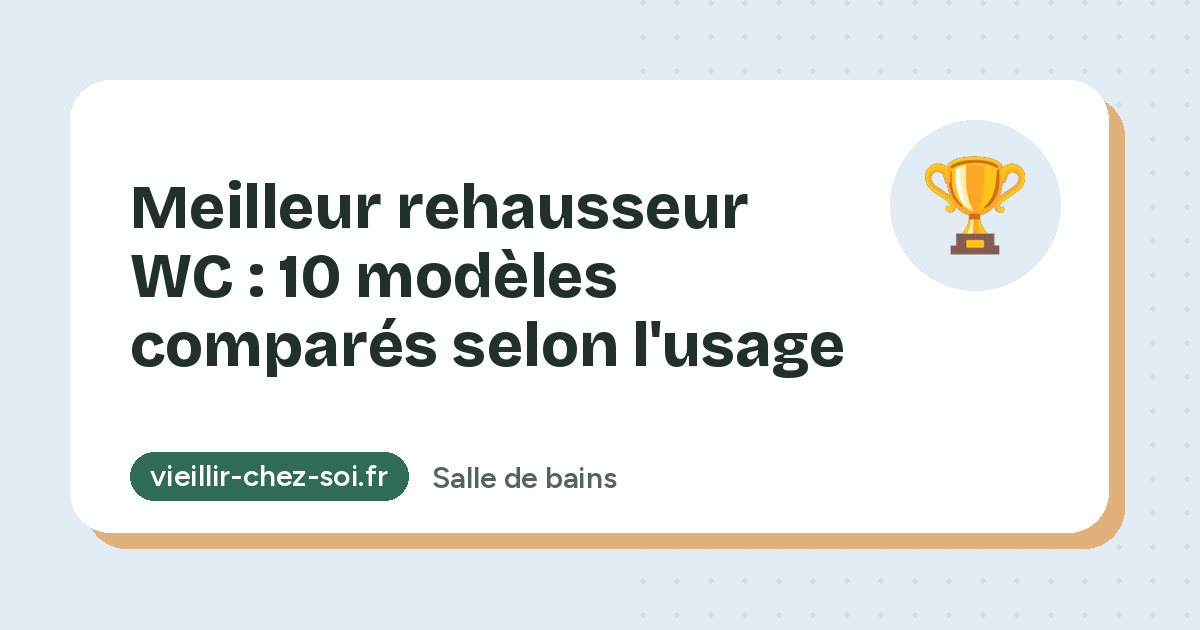 Meilleur rehausseur
WC : 10 modèles
comparés selon l'usage
vieillir-chez-soi.fr
Salle de bains